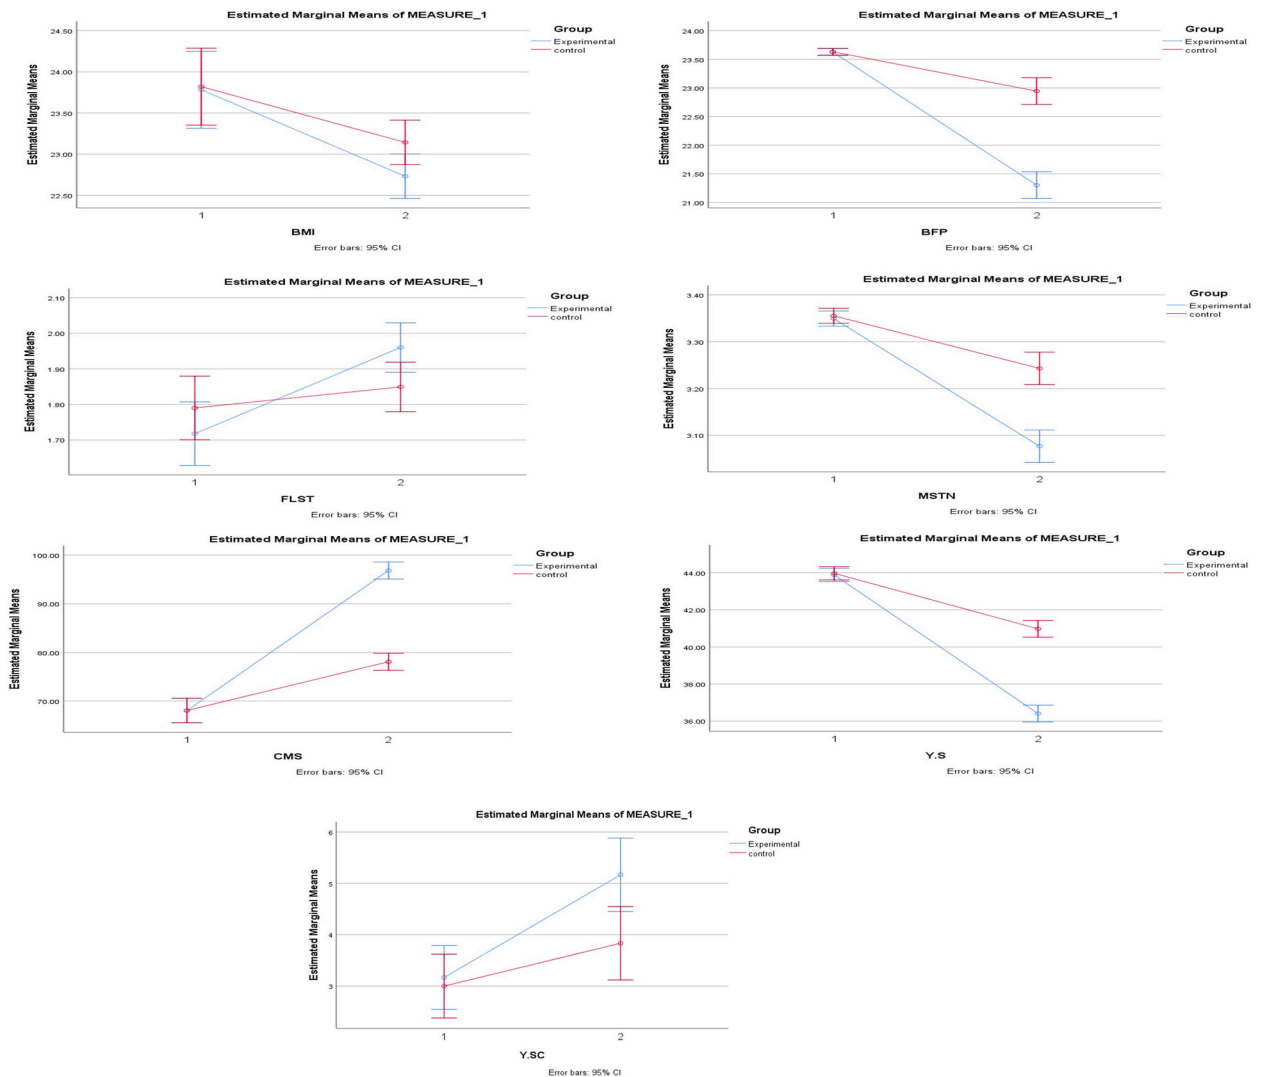 Estimated Marginal Means of MEASURE_1
Group
Experimental
control
Estimated Marginal Means
24.50
24.00
23.50
23.00
22.50
1 2
BMI
Error bars: 95% CI
Estimated Marginal Means of MEASURE_1
Group
Experimental
control
Estimated Marginal Means
24.00
23.50
23.00
22.50
22.00
21.50
21.00
1 2
BFP
Error bars: 95% CI
Estimated Marginal Means of MEASURE_1
Group
Experimental
control
Estimated Marginal Means
2.10
2.00
1.90
1.80
1.70
1 2
FLST
Error bars: 95% CI
Estimated Marginal Means of MEASURE_1
Group
Experimental
control
Estimated Marginal Means
3.40
3.30
3.20
3.10
1 2
MSTN
Error bars: 95% CI
Estimated Marginal Means of MEASURE_1
Group
Experimental
control
Estimated Marginal Means
100.00
90.00
80.00
70.00
1 2
CMS
Error bars: 95% CI
Estimated Marginal Means of MEASURE_1
Group
Experimental
control
Estimated Marginal Means
44.00
42.00
40.00
38.00
36.00
1 2
Y.S
Error bars: 95% CI
Estimated Marginal Means of MEASURE_1
Group
Experimental
control
Estimated Marginal Means
6
5
4
3
1 2
Y.SC
Error bars: 95% CI